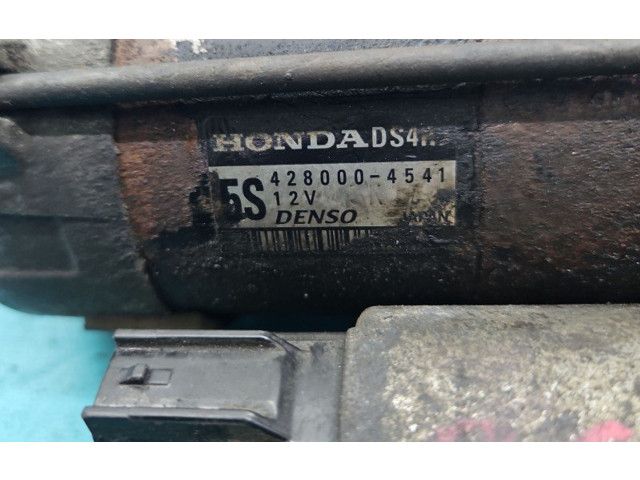 HONDA
5S 428000-4541
12V
DENSO JAPAN